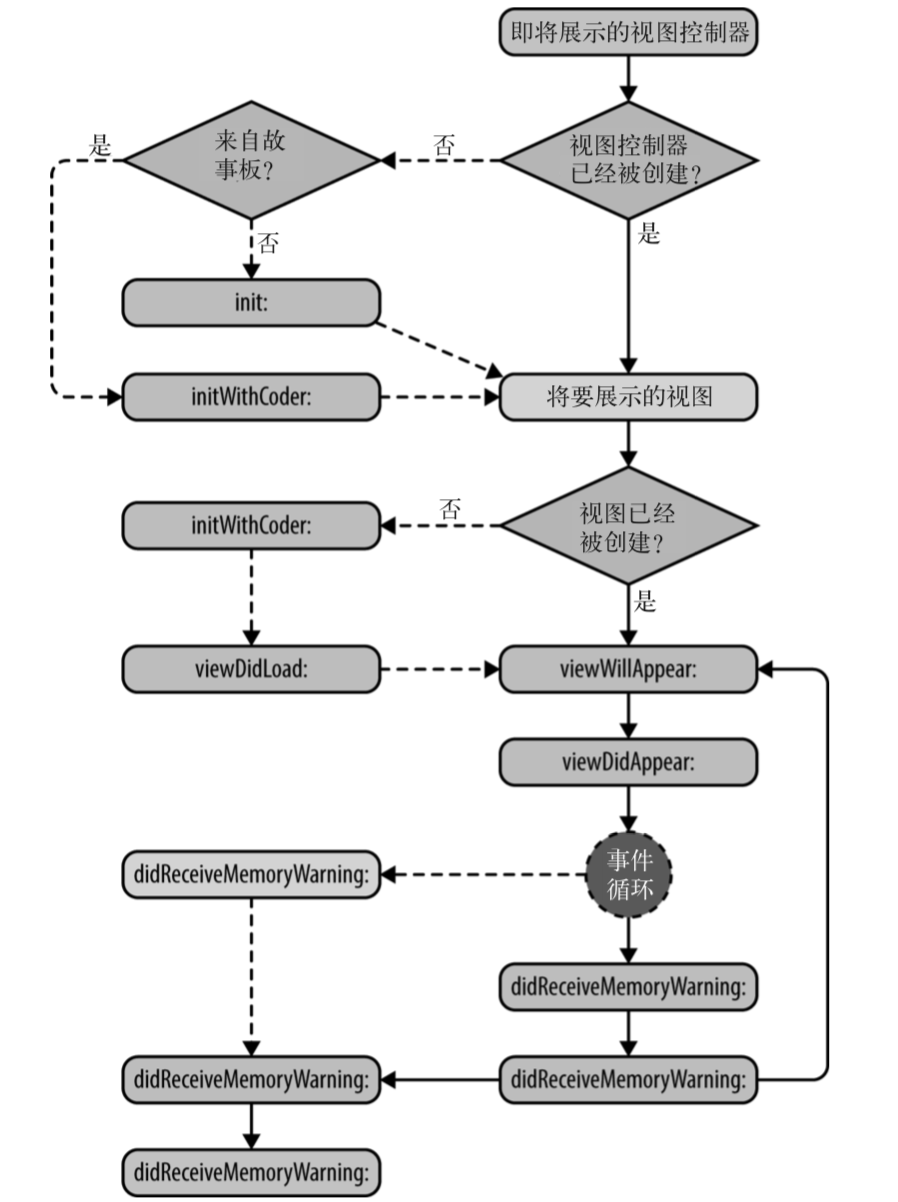 即将展示的视图控制器
视图控制器
已经被创建？
否
来自故
事板？
是
否
是
init:
initWithCoder:
将要展示的视图
视图已经
被创建？
否
initWithCoder:
是
viewDidLoad:
viewWillAppear:
viewDidAppear:
事件
循环
didReceiveMemoryWarning:
didReceiveMemoryWarning:
didReceiveMemoryWarning:
didReceiveMemoryWarning:
didReceiveMemoryWarning: